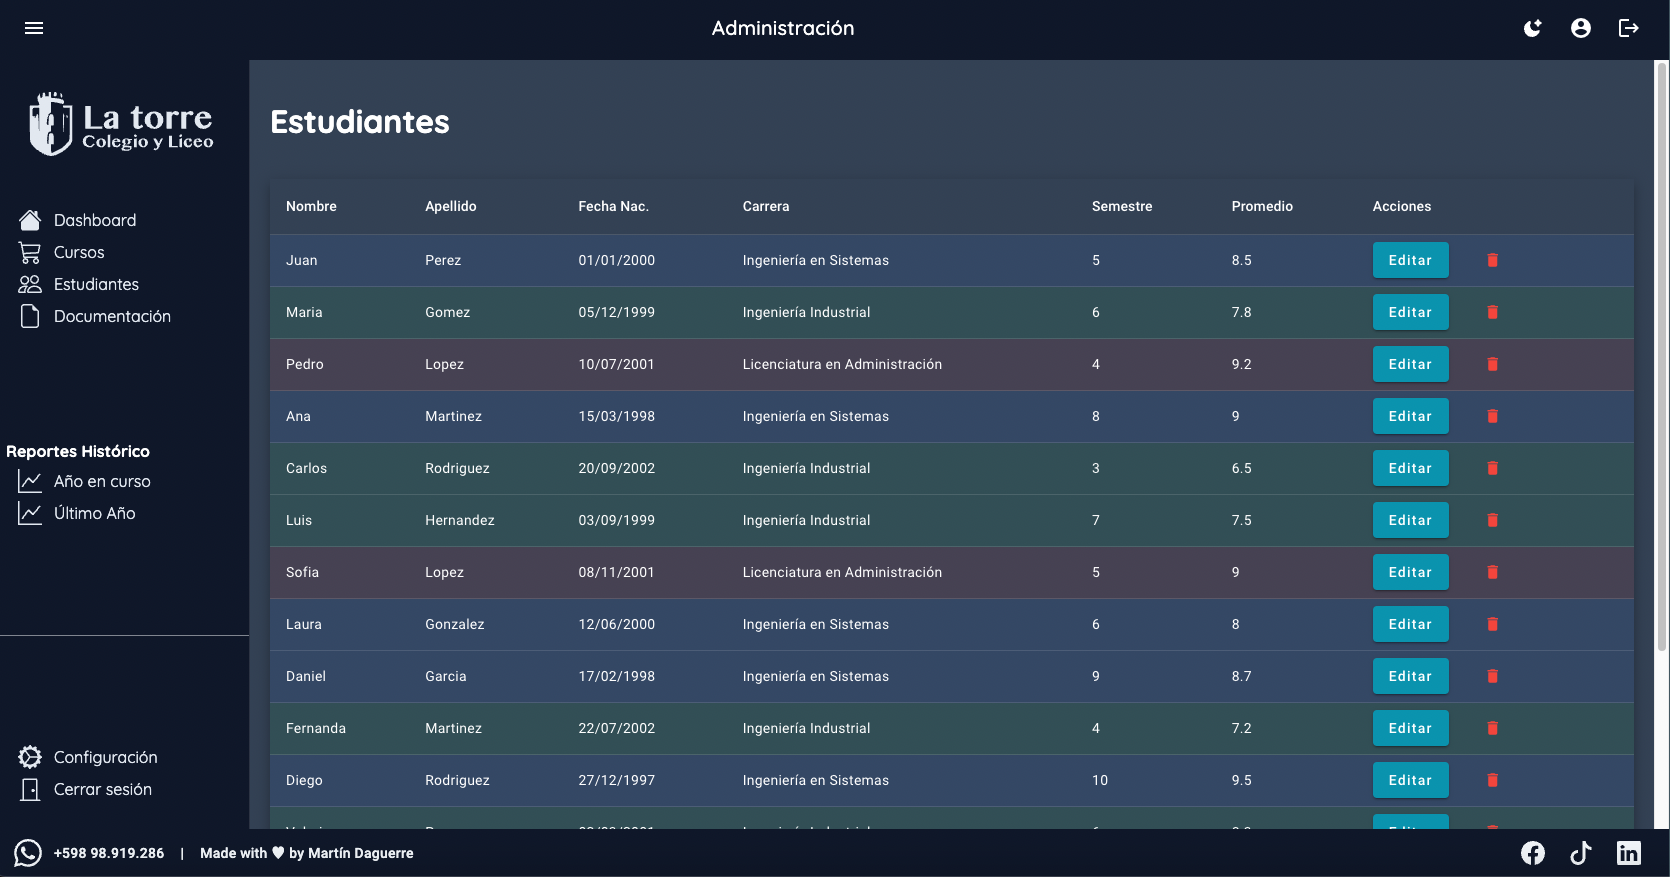 Administración
La torre
Colegio y Liceo
Dashboard
Cursos
Estudiantes
Documentación
Reportes Histórico
Año en curso
Último Año
Configuración
Cerrar sesión
Estudiantes
Nombre Apellido Fecha Nac. Carrera Semestre Promedio Acciones
Juan Perez 01/01/2000 Ingeniería en Sistemas 5 8.5 Editar
Maria Gomez 05/12/1999 Ingeniería Industrial 6 7.8 Editar
Pedro Lopez 10/07/2001 Licenciatura en Administración 4 9.2 Editar
Ana Martinez 15/03/1998 Ingeniería en Sistemas 8 9 Editar
Carlos Rodriguez 20/09/2002 Ingeniería Industrial 3 6.5 Editar
Luis Hernandez 03/09/1999 Ingeniería Industrial 7 7.5 Editar
Sofia Lopez 08/11/2001 Licenciatura en Administración 5 9 Editar
Laura Gonzalez 12/06/2000 Ingeniería en Sistemas 6 8 Editar
Daniel Garcia 17/02/1998 Ingeniería en Sistemas 9 8.7 Editar
Fernanda Martinez 22/07/2002 Ingeniería Industrial 4 7.2 Editar
Diego Rodriguez 27/12/1997 Ingeniería en Sistemas 10 9.5 Editar
+598 98.919.286 | Made with ♥ by Martín Daguerre